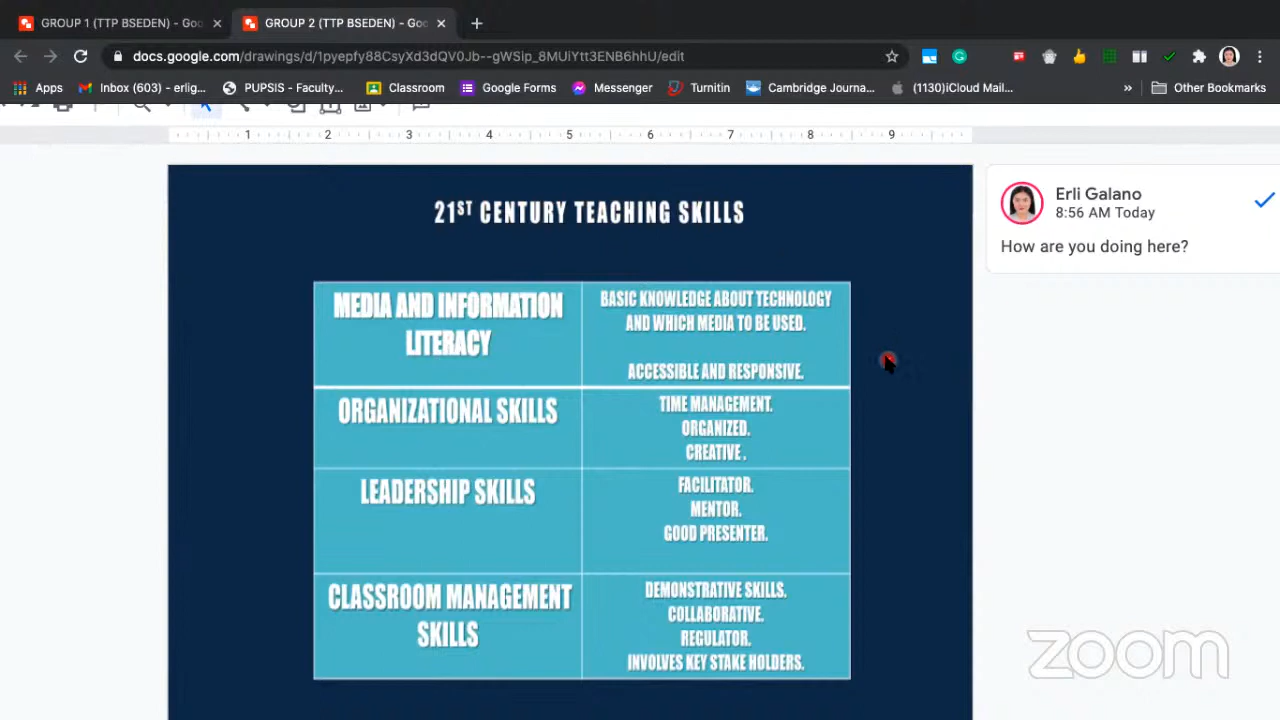 GROUP 1 (TTP BSEDEN) - Goo
GROUP 2 (TTP BSEDEN) - Goo
docs.google.com/drawings/d/1pyepfy88CsyXd3dQV0Jb--gWSip_8MUiYtt3ENB6hhU/edit
Apps
Inbox (603) - erlig...
PUPSIS - Faculty...
Classroom
Google Forms
Messenger
Turnitin
Cambridge Journa...
(1130)iCloud Mail...
»
Other Bookmarks
1 2 3 4 5 6 7 8 9
21ST CENTURY TEACHING SKILLS
MEDIA AND INFORMATION
LITERACY
BASIC KNOWLEDGE ABOUT TECHNOLOGY
AND WHICH MEDIA TO BE USED.
ACCESSIBLE AND RESPONSIVE.
ORGANIZATIONAL SKILLS
TIME MANAGEMENT.
ORGANIZED.
CREATIVE .
LEADERSHIP SKILLS
FACILITATOR.
MENTOR.
GOOD PRESENTER.
CLASSROOM MANAGEMENT
SKILLS
DEMONSTRATIVE SKILLS.
COLLABORATIVE.
REGULATOR.
INVOLVES KEY STAKE HOLDERS.
Erli Galano
8:56 AM Today
How are you doing here?
zoom